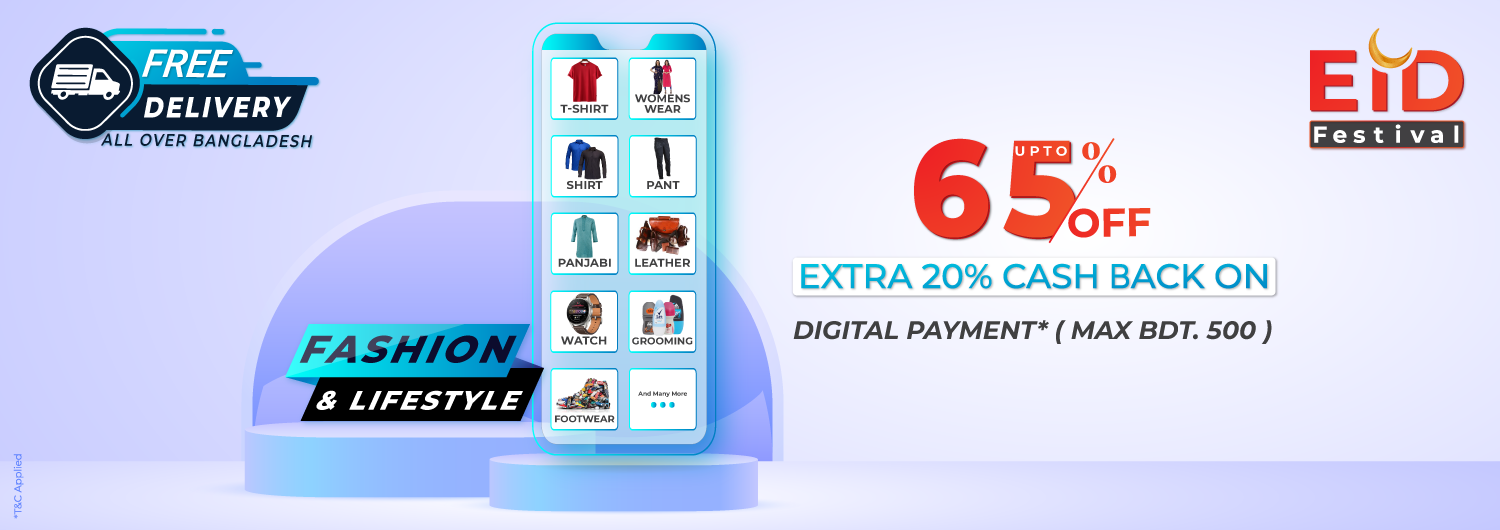 FREE
DELIVERY
ALL OVER BANGLADESH
FASHION
& LIFESTYLE
T-SHIRT
WOMENS
WEAR
SHIRT
PANT
PANJABI
LEATHER
WATCH
GROOMING
FOOTWEAR
And Many More
UPTO
65%
OFF
EXTRA 20% CASH BACK ON
DIGITAL PAYMENT* ( MAX BDT. 500 )
EID
Festival
*T&C Applied